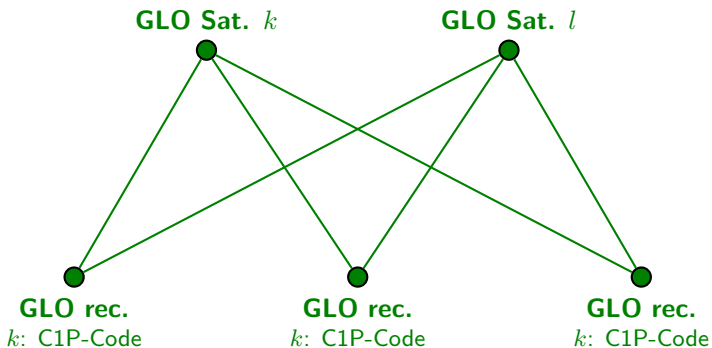 GLO Sat. k GLO Sat. l
GLO rec. GLO rec. GLO rec.
k: C1P-Code k: C1P-Code k: C1P-Code